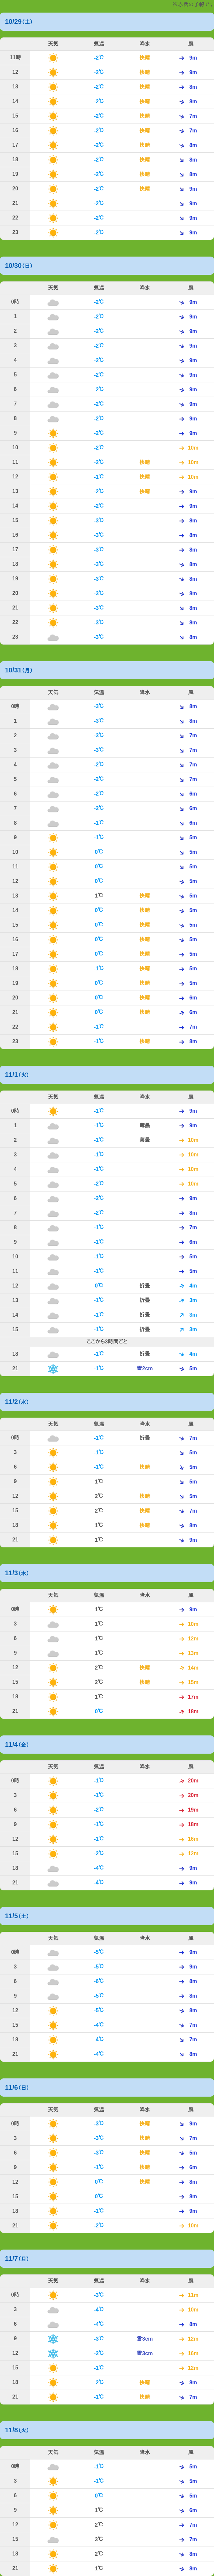 10/29(土)
天気 気温 降水 風
11時 -2℃ 快晴 9m
12 -2℃ 快晴 9m
13 -2℃ 快晴 8m
14 -2℃ 快晴 8m
15 -2℃ 快晴 7m
16 -2℃ 快晴 7m
17 -2℃ 快晴 8m
18 -2℃ 快晴 8m
19 -2℃ 快晴 8m
20 -2℃ 快晴 9m
21 -2℃ 9m
22 -2℃ 9m
23 -2℃ 9m
10/30(日)
天気 気温 降水 風
0時 -2℃ 9m
1 -2℃ 9m
2 -2℃ 9m
3 -2℃ 9m
4 -2℃ 9m
5 -2℃ 9m
6 -2℃ 9m
7 -2℃ 9m
8 -2℃ 9m
9 -2℃ 9m
10 -2℃ 10m
11 -2℃ 快晴 10m
12 -1℃ 快晴 10m
13 -2℃ 快晴 9m
14 -2℃ 9m
15 -3℃ 8m
16 -3℃ 8m
17 -3℃ 8m
18 -3℃ 8m
19 -3℃ 8m
20 -3℃ 8m
21 -3℃ 8m
22 -3℃ 8m
23 -3℃ 8m
10/31(月)
天気 気温 降水 風
0時 -3℃ 8m
1 -3℃ 8m
2 -3℃ 7m
3 -3℃ 7m
4 -2℃ 7m
5 -2℃ 7m
6 -2℃ 6m
7 -2℃ 6m
8 -1℃ 6m
9 -1℃ 5m
10 0℃ 5m
11 0℃ 5m
12 0℃ 5m
13 1℃ 快晴 5m
14 0℃ 快晴 5m
15 0℃ 快晴 5m
16 0℃ 快晴 5m
17 0℃ 快晴 5m
18 -1℃ 快晴 5m
19 0℃ 快晴 5m
20 0℃ 快晴 6m
21 0℃ 快晴 6m
22 -1℃ 7m
23 -1℃ 快晴 8m
11/1(火)
天気 気温 降水 風
0時 -1℃ 9m
1 -1℃ 薄曇 9m
2 -1℃ 薄曇 10m
3 -1℃ 10m
4 -1℃ 10m
5 -2℃ 10m
6 -2℃ 9m
7 -2℃ 8m
8 -1℃ 7m
9 -1℃ 6m
10 -1℃ 5m
11 -1℃ 5m
12 0℃ 折曇 4m
13 -1℃ 折曇 3m
14 -1℃ 折曇 3m
15 -1℃ 折曇 3m
ここから3時間ごと
18 -1℃ 折曇 4m
21 -1℃ 雪2cm 5m
11/2(水)
天気 気温 降水 風
0時 -1℃ 折曇 7m
3 -1℃ 5m
6 -1℃ 快晴 5m
9 1℃ 5m
12 2℃ 快晴 5m
15 2℃ 快晴 7m
18 1℃ 快晴 8m
21 1℃ 9m
11/3(木)
天気 気温 降水 風
0時 1℃ 9m
3 1℃ 10m
6 1℃ 12m
9 1℃ 13m
12 2℃ 快晴 14m
15 2℃ 快晴 15m
18 1℃ 17m
21 0℃ 18m
11/4(金)
天気 気温 降水 風
0時 -1℃ 20m
3 -1℃ 20m
6 -2℃ 19m
9 -1℃ 18m
12 -1℃ 16m
15 -2℃ 12m
18 -4℃ 9m
21 -4℃ 9m
11/5(土)
天気 気温 降水 風
0時 -5℃ 9m
3 -5℃ 9m
6 -6℃ 8m
9 -5℃ 8m
12 -5℃ 8m
15 -4℃ 7m
18 -4℃ 7m
21 -4℃ 8m
11/6(日)
天気 気温 降水 風
0時 -3℃ 快晴 9m
3 -3℃ 快晴 7m
6 -3℃ 快晴 5m
9 -1℃ 快晴 6m
12 0℃ 快晴 8m
15 0℃ 8m
18 -1℃ 9m
21 -2℃ 10m
11/7(月)
天気 気温 降水 風
0時 -3℃ 11m
3 -4℃ 10m
6 -4℃ 8m
9 -3℃ 雪3cm 12m
12 -2℃ 雪3cm 16m
15 -1℃ 12m
18 -2℃ 快晴 8m
21 -1℃ 快晴 7m
11/8(火)
天気 気温 降水 風
0時 -1℃ 5m
3 -1℃ 5m
6 0℃ 5m
9 1℃ 6m
12 2℃ 7m
15 3℃ 7m
18 2℃ 8m
21 1℃ 8m